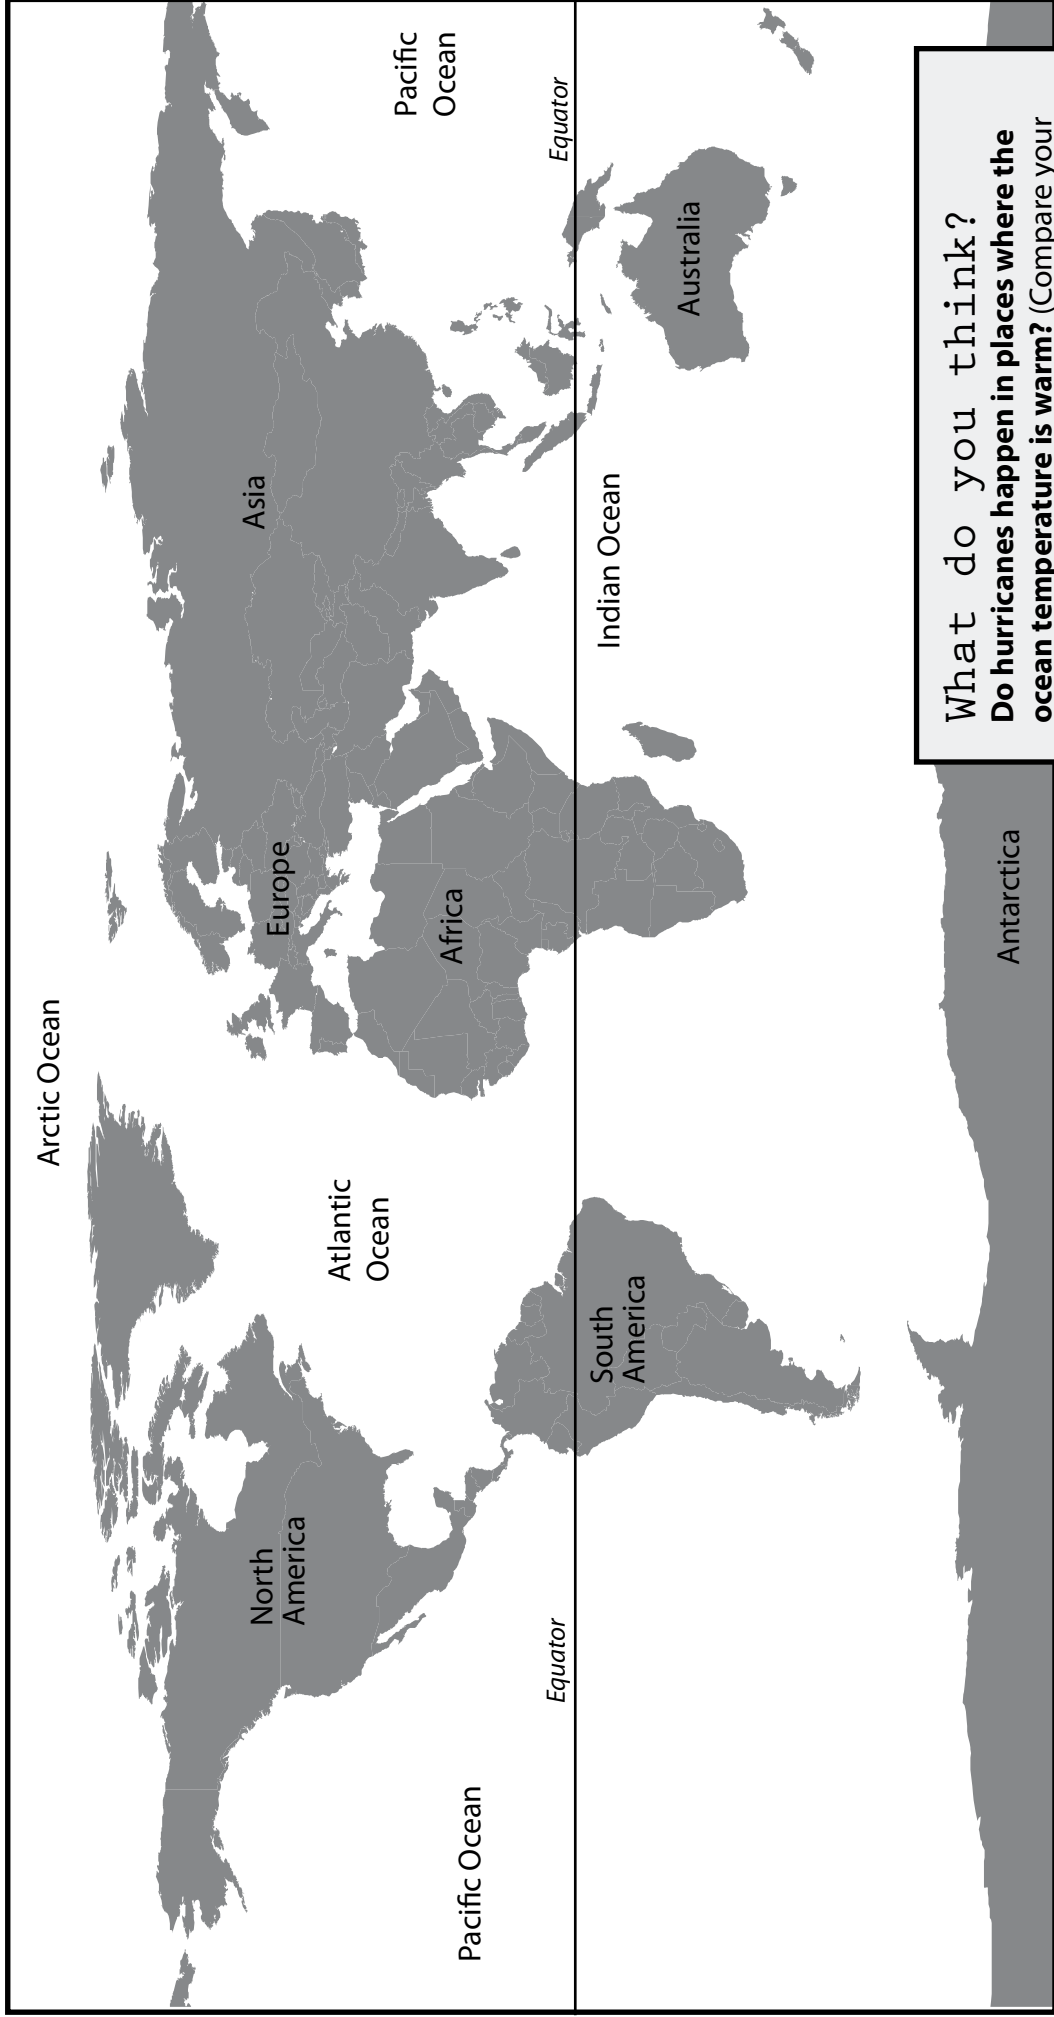 Arctic Ocean
North
America
Atlantic
Ocean
Europe
Asia
Pacific
Ocean
Africa
Pacific Ocean
Equator
Equator
South
America
Indian Ocean
Australia
Antarctica
What do you think?
Do hurricanes happen in places where the
ocean temperature is warm? (Compare your